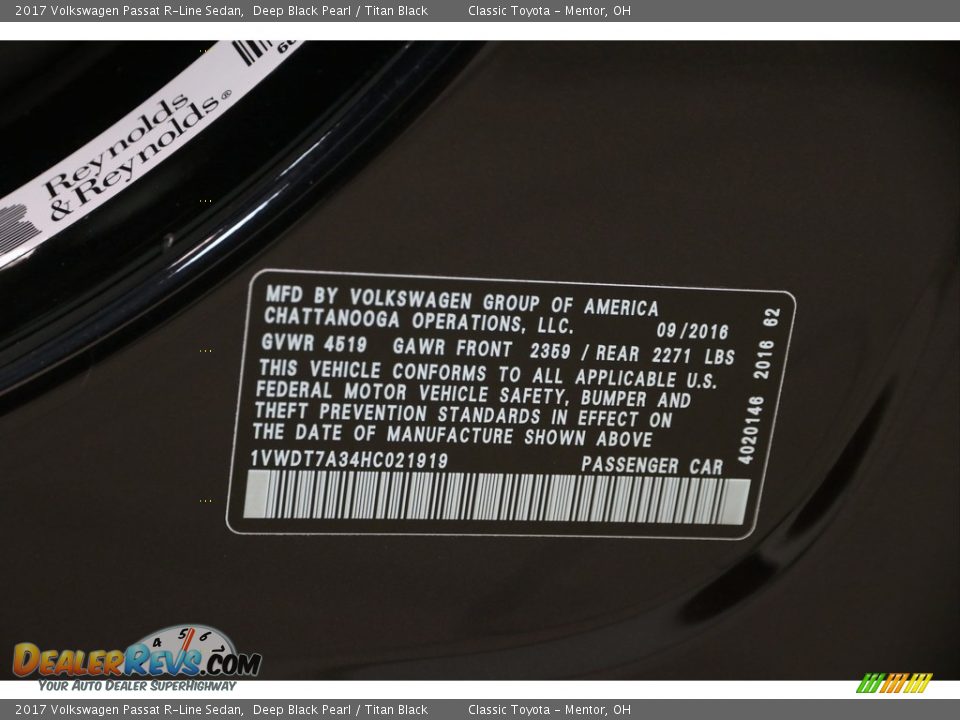 2017 Volkswagen Passat R-Line Sedan, Deep Black Pearl / Titan Black Classic Toyota - Mentor, OH
Reynolds
& Reynolds®
MFD BY VOLKSWAGEN GROUP OF AMERICA
CHATTANOOGA OPERATIONS, LLC. 09/2016
GVWR 4519 GAWR FRONT 2359 / REAR 2271 LBS
THIS VEHICLE CONFORMS TO ALL APPLICABLE U.S.
FEDERAL MOTOR VEHICLE SAFETY, BUMPER AND
THEFT PREVENTION STANDARDS IN EFFECT ON
THE DATE OF MANUFACTURE SHOWN ABOVE
1VWDT7A34HC021919 PASSENGER CAR
4020146 2016 62
4 5 6 7
DEALERREVS.COM
YOUR AUTO DEALER SUPERHIGHWAY
2017 Volkswagen Passat R-Line Sedan, Deep Black Pearl / Titan Black Classic Toyota - Mentor, OH